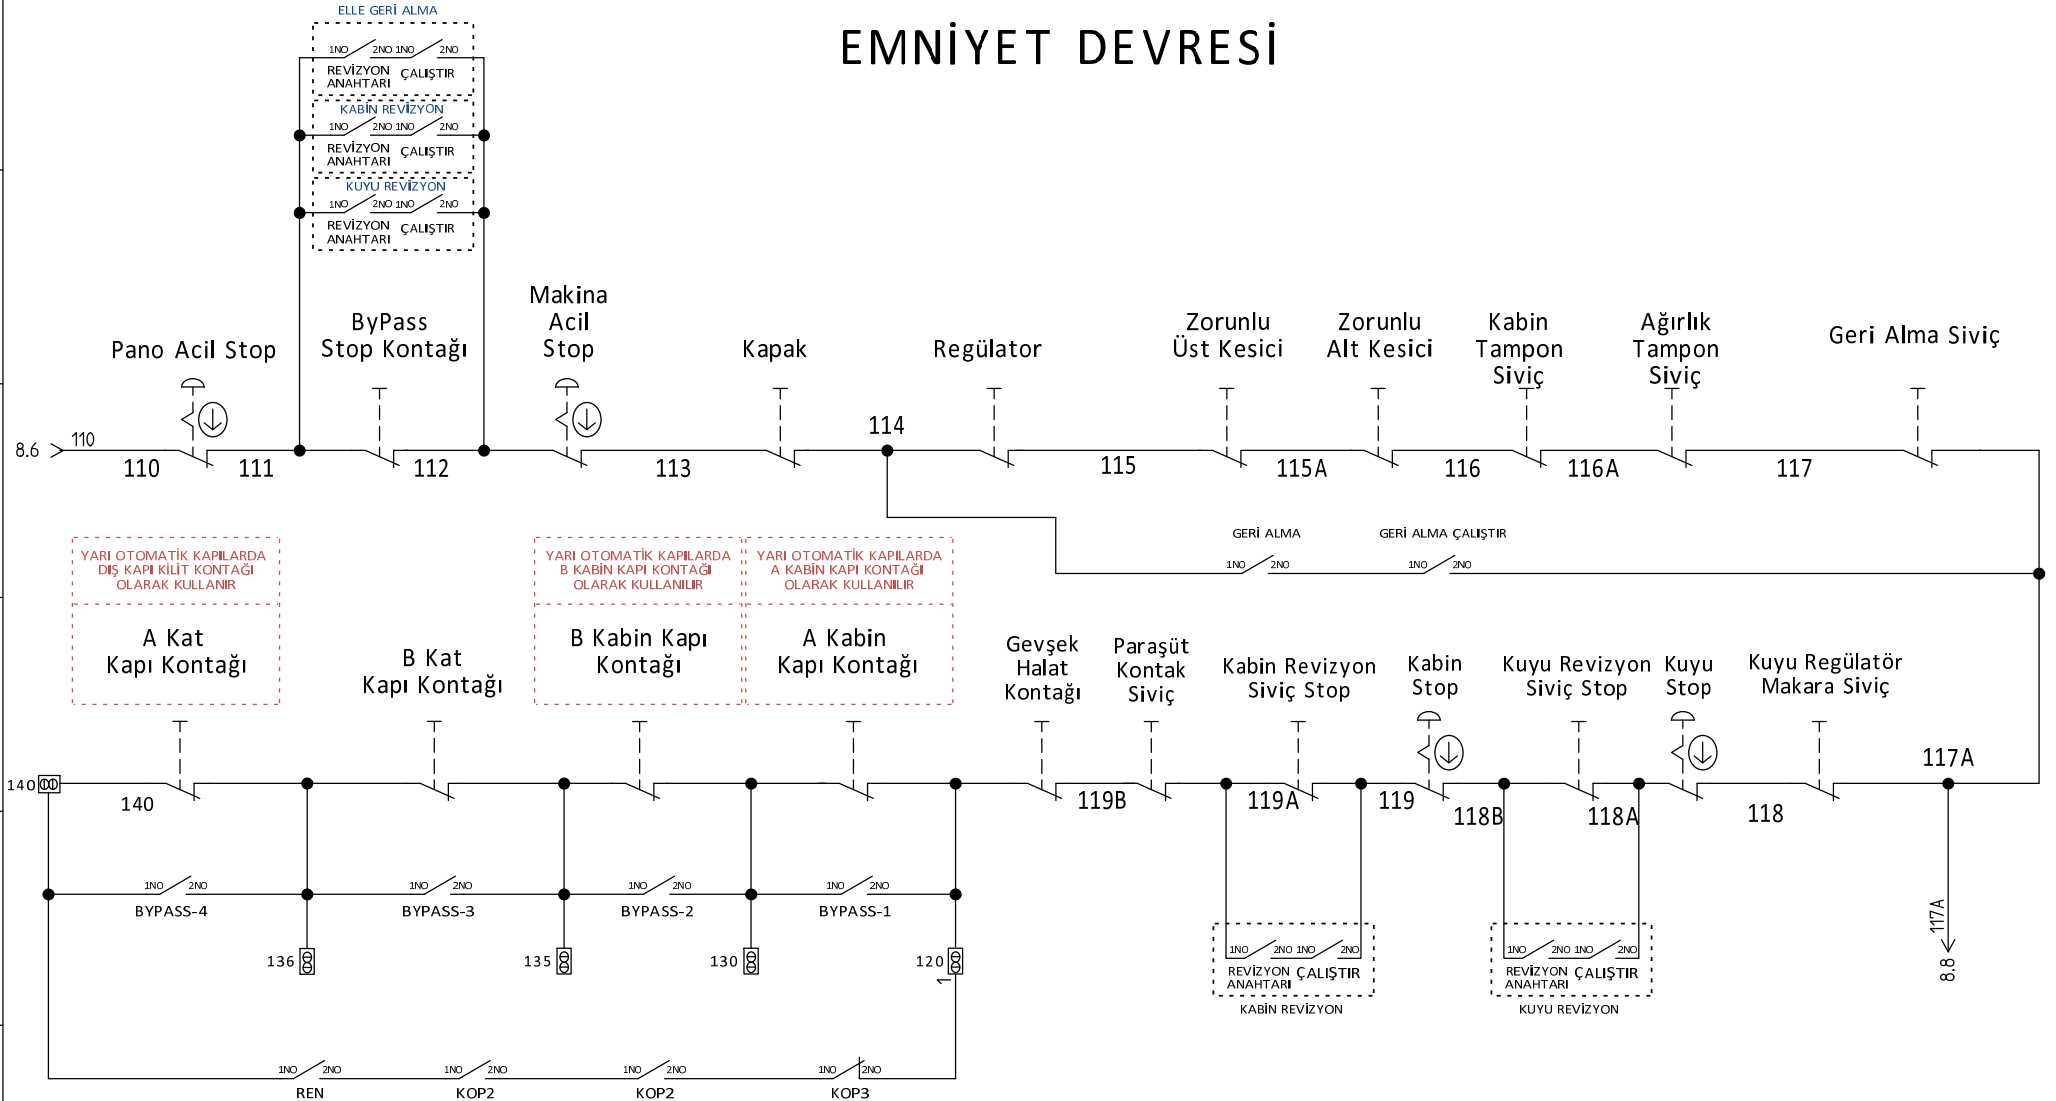 EMNİYET DEVRESİ
ELLE GERİ ALMA
1NO 2NO 1NO 2NO
REVİZYON ANAHTARI ÇALIŞTIR
KABİN REVİZYON
1NO 2NO 1NO 2NO
REVİZYON ANAHTARI ÇALIŞTIR
KUYU REVİZYON
1NO 2NO 1NO 2NO
REVİZYON ANAHTARI ÇALIŞTIR
Pano Acil Stop
ByPass
Stop Kontağı
Makina
Acil
Stop
Kapak
Regülator
Zorunlu
Üst Kesici
Zorunlu
Alt Kesici
Kabin
Tampon
Siviç
Ağırlık
Tampon
Siviç
Geri Alma Siviç
8.6 110
110 111 112 113 114 115 115A 116 116A 117
GERİ ALMA
1NO 2NO
GERİ ALMA ÇALIŞTIR
1NO 2NO
YARI OTOMATİK KAPILARDA
DIŞ KAPI KİLİT KONTAĞI
OLARAK KULLANIR
A Kat
Kapı Kontağı
B Kat
Kapı Kontağı
YARI OTOMATİK KAPILARDA
B KABİN KAPI KONTAĞI
OLARAK KULLANILIR
B Kabin Kapı
Kontağı
YARI OTOMATİK KAPILARDA
A KABİN KAPI KONTAĞI
OLARAK KULLANILIR
A Kabin
Kapı Kontağı
Gevşek
Halat
Kontağı
Paraşüt
Kontak
Siviç
Kabin Revizyon
Siviç Stop
Kabin
Stop
Kuyu Revizyon
Siviç Stop
Kuyu
Stop
Kuyu Regülatör
Makara Siviç
117A
140
140 119B 119A 119 118B 118A 118
1NO 2NO
BYPASS-4
1NO 2NO
BYPASS-3
1NO 2NO
BYPASS-2
1NO 2NO
BYPASS-1
136 135 130 120
1
1NO 2NO 1NO 2NO
REVİZYON ANAHTARI ÇALIŞTIR
KABİN REVİZYON
1NO 2NO 1NO 2NO
REVİZYON ANAHTARI ÇALIŞTIR
KUYU REVİZYON
117A
8.8
1NO 2NO
REN
1NO 2NO
KOP2
1NO 2NO
KOP2
1NO 2NO
KOP3